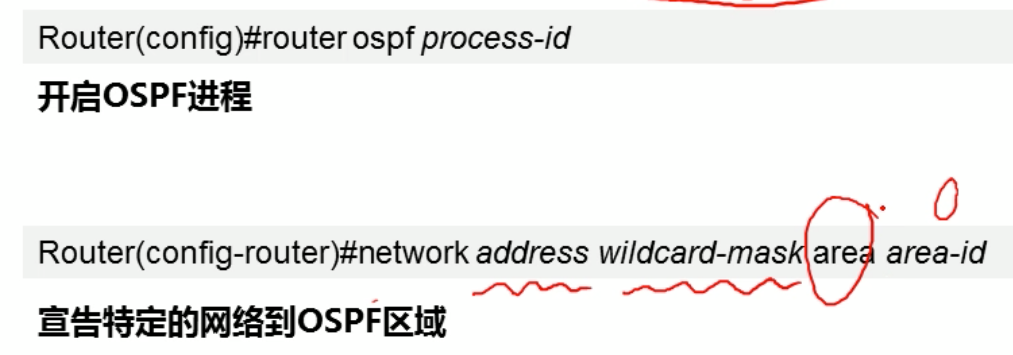 Router(config)#router ospf process-id
开启OSPF进程
0
Router(config-router)#network address wildcard-mask area area-id
宣告特定的网络到OSPF区域